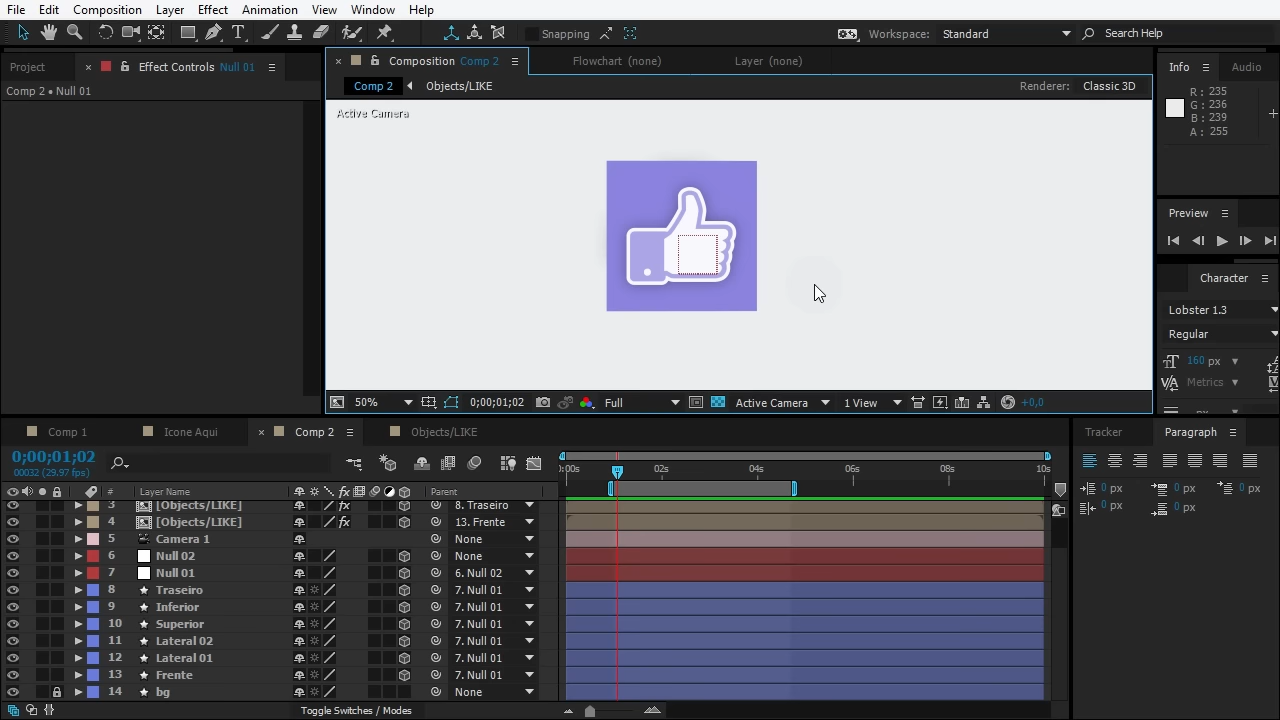 File Edit Composition Layer Effect Animation View Window Help
Snapping Workspace: Standard Search Help
Project × Effect Controls Null 01
Composition Comp 2 Flowchart (none) Layer (none)
Info Audio
Comp 2 • Null 01
Comp 2 Objects/LIKE Renderer: Classic 3D
R : 235
G : 236
B : 239
A : 255
Active Camera
Preview
Character
Lobster 1.3
Regular
160 px
Metrics
50% 0;00;01;02 Full Active Camera 1 View +0,0
Comp 1 Icone Aqui × Comp 2 Objects/LIKE Tracker Paragraph
0;00;01;02
00032 (29.97 fps)
:00s 02s 04s 06s 08s 10s
# Layer Name fx Parent
0 px 0 px 0 px
0 px 0 px
3 [Objects/LIKE] fx 8. Traseiro
4 [Objects/LIKE] fx 13. Frente
5 Camera 1 None
6 Null 02 None
7 Null 01 6. Null 02
8 Traseiro 7. Null 01
9 Inferior 7. Null 01
10 Superior 7. Null 01
11 Lateral 02 7. Null 01
12 Lateral 01 7. Null 01
13 Frente 7. Null 01
14 bg None
Toggle Switches / Modes